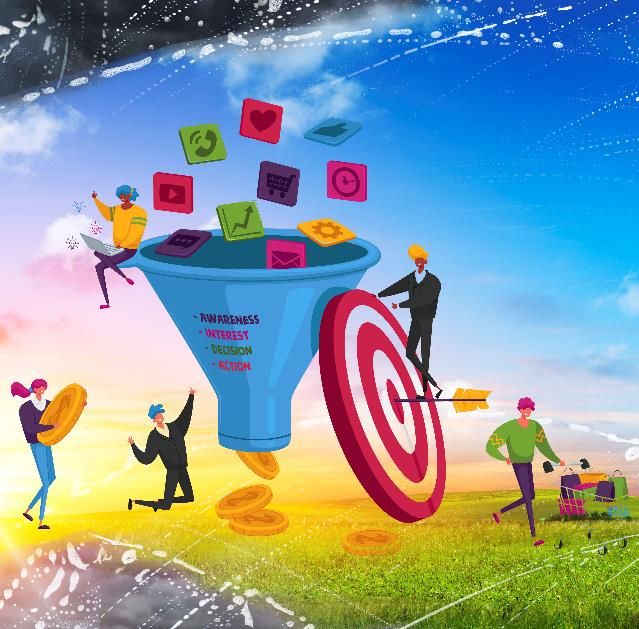 - AWARENESS
- INTEREST
- DECISION
- ACTION